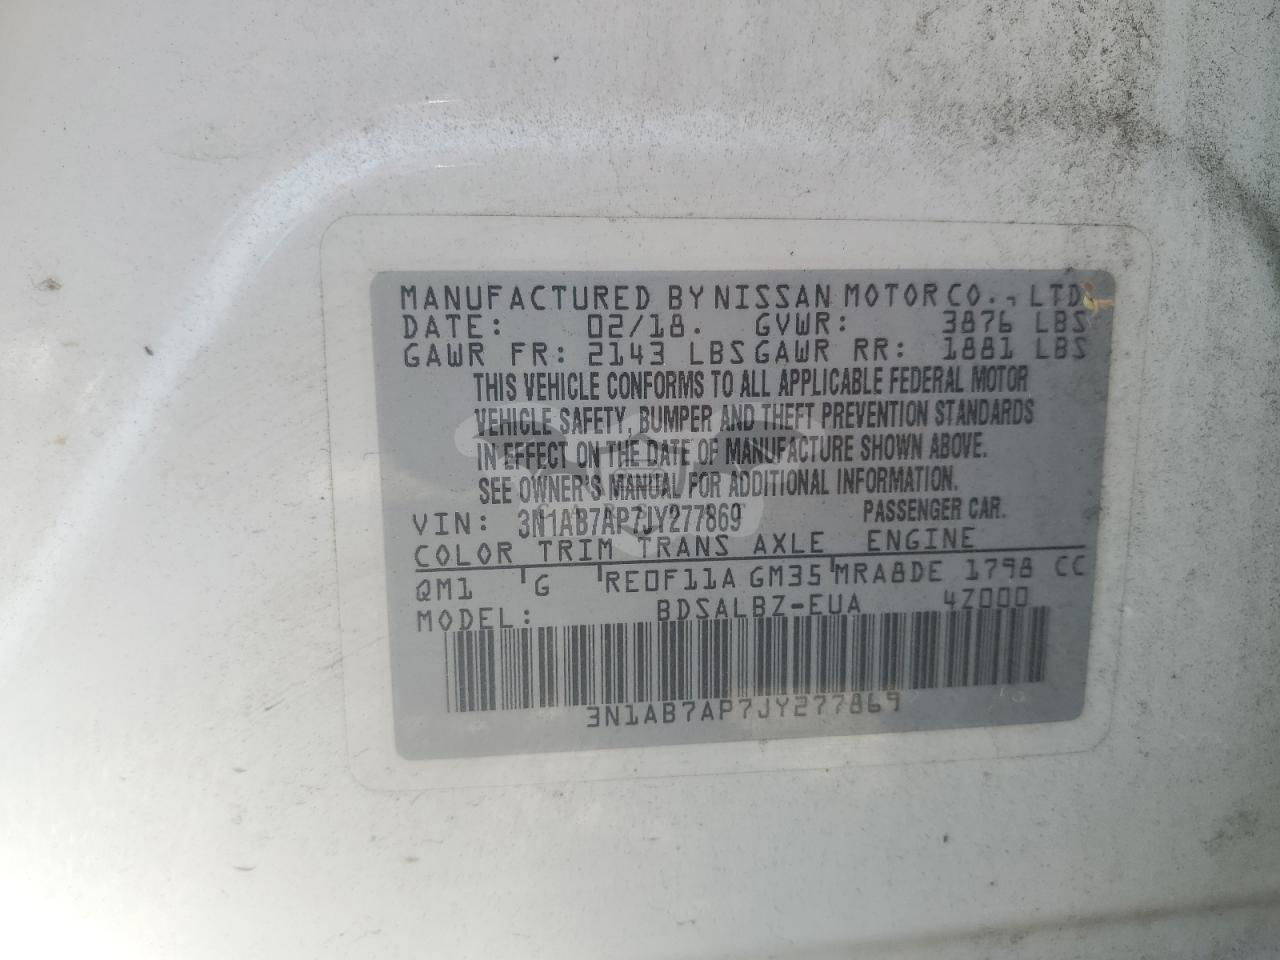 MANUFACTURED BY NISSAN MOTOR CO., LTD.
DATE: 02/18. GVWR: 3876 LBS
GAWR FR: 2143 LBS GAWR RR: 1881 LBS
THIS VEHICLE CONFORMS TO ALL APPLICABLE FEDERAL MOTOR
VEHICLE SAFETY, BUMPER AND THEFT PREVENTION STANDARDS
IN EFFECT ON THE DATE OF MANUFACTURE SHOWN ABOVE.
SEE OWNER'S MANUAL FOR ADDITIONAL INFORMATION.
VIN: 3N1AB7AP7JY277869 PASSENGER CAR.
COLOR TRIM TRANS AXLE ENGINE
QM1 G RE0F11A GM35 MRA8DE 1798 CC
MODEL: BDSALBZ-EUA 4Z000
3N1AB7AP7JY277869